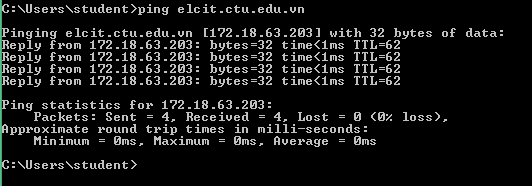 C:\Users\student>ping elcit.ctu.edu.vn
Pinging elcit.ctu.edu.vn [172.18.63.203] with 32 bytes of data:
Reply from 172.18.63.203: bytes=32 time<1ms TTL=62
Reply from 172.18.63.203: bytes=32 time<1ms TTL=62
Reply from 172.18.63.203: bytes=32 time<1ms TTL=62
Reply from 172.18.63.203: bytes=32 time<1ms TTL=62
Ping statistics for 172.18.63.203:
    Packets: Sent = 4, Received = 4, Lost = 0 (0% loss),
Approximate round trip times in milli-seconds:
    Minimum = 0ms, Maximum = 0ms, Average = 0ms
C:\Users\student>